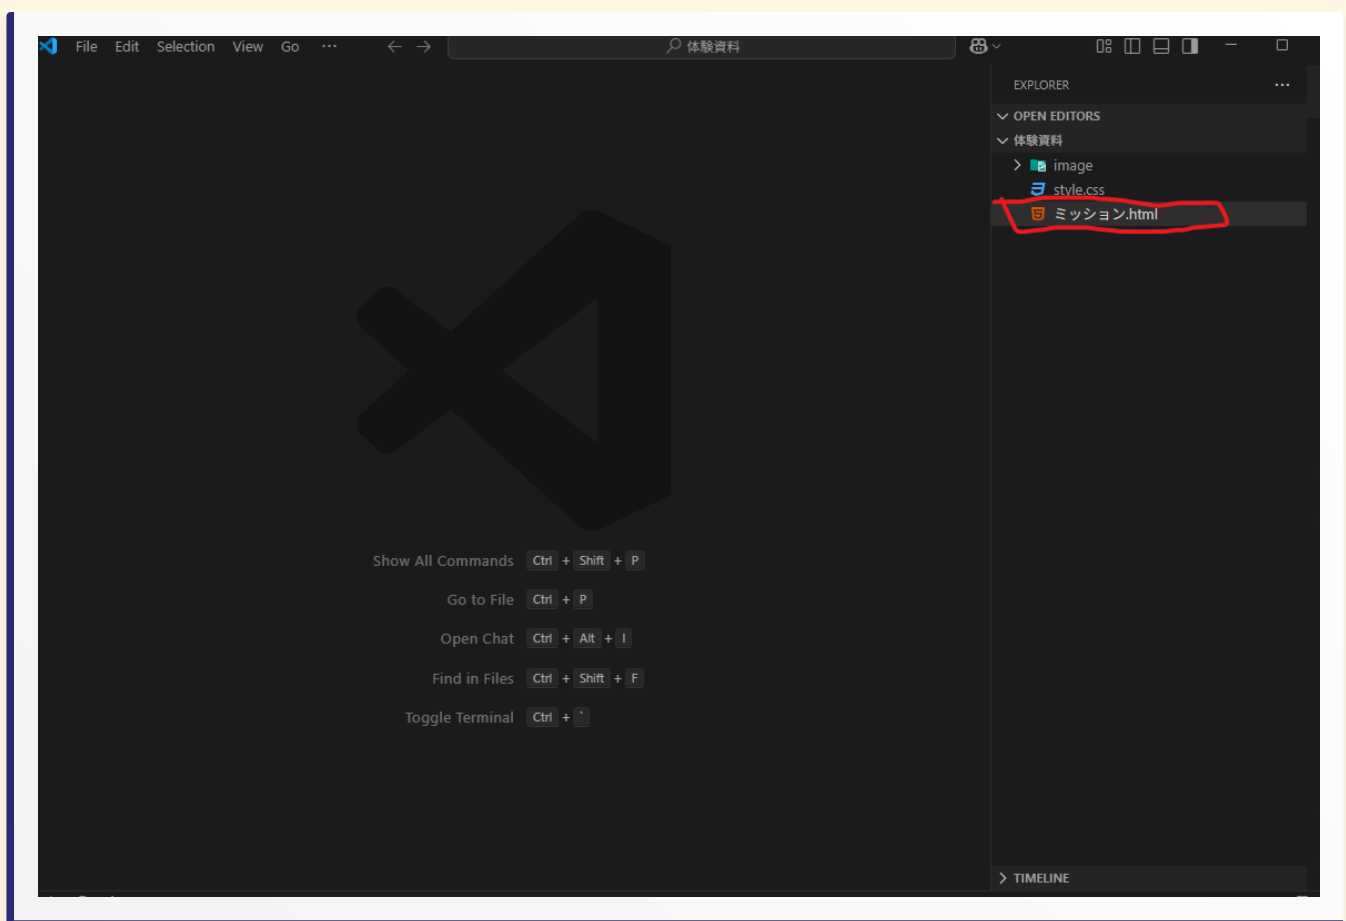 File Edit Selection View Go ··· ← → 体験資料
EXPLORER ···
OPEN EDITORS
体験資料
image
style.css
ミッション.html
Show All Commands Ctrl + Shift + P
Go to File Ctrl + P
Open Chat Ctrl + Alt + I
Find in Files Ctrl + Shift + F
Toggle Terminal Ctrl + `
TIMELINE